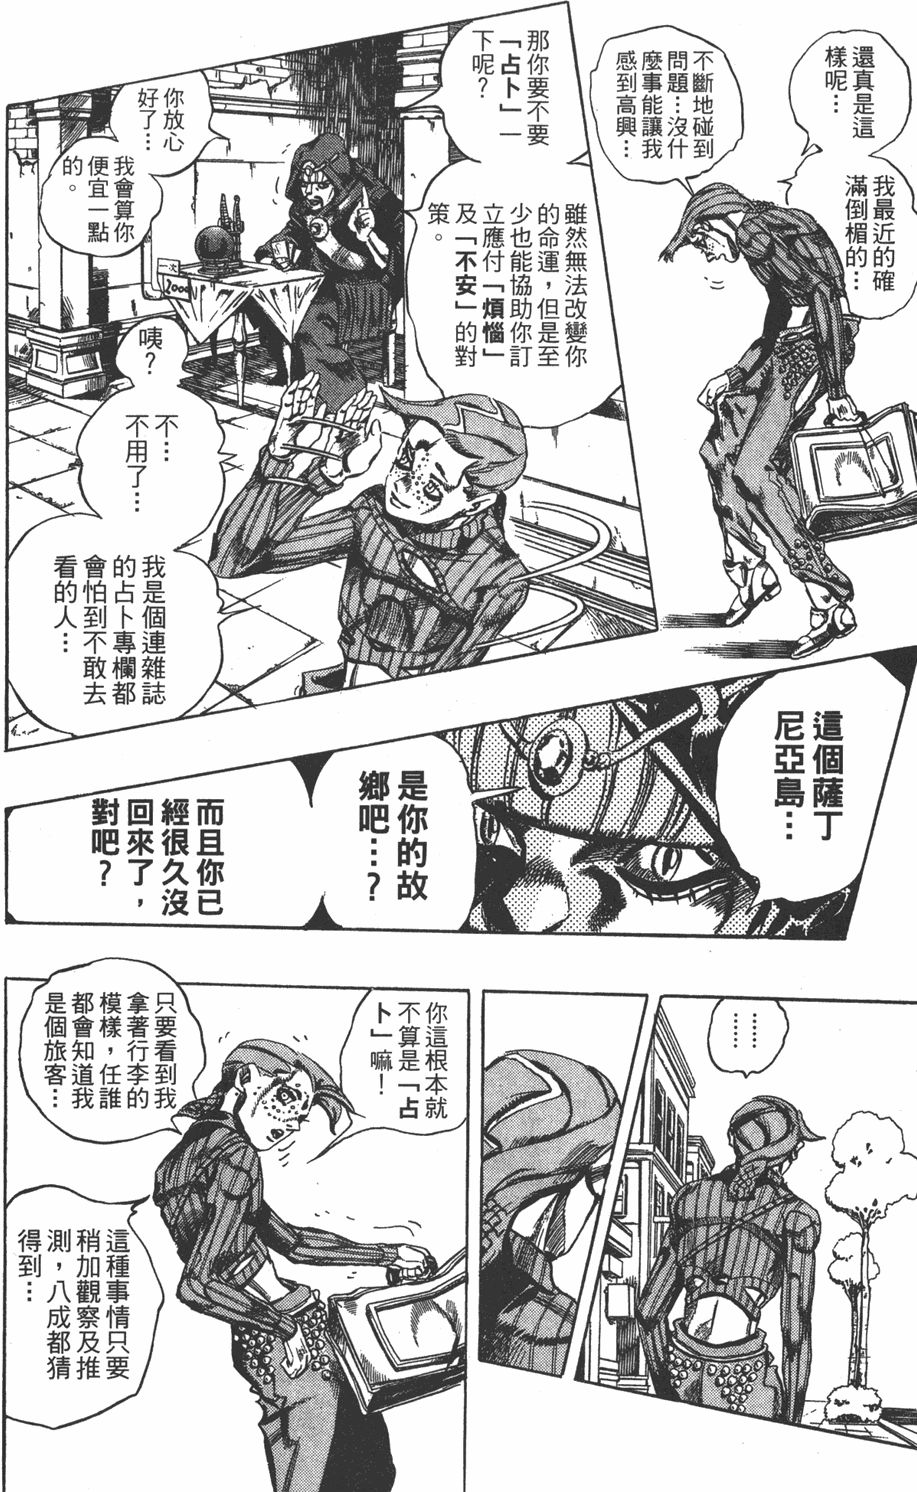 還真是這
樣呢…
我最近的確
滿倒楣的…
不斷地碰到
問題…沒什
麼事能讓我
感到高興…
那你要不要
「占卜」一
下呢?
雖然無法改變你
的命運，但是至
少也能協助你訂
立應付「煩惱」
及「不安」的對
策。
你放心
好了…
我會算你
便宜一點
的。
一次
2000
咦?
不…
不用了…
我是個連雜誌
的占卜專欄都
會怕到不敢去
看的人…
這個薩丁
尼亞島…
是你的故
鄉吧…?
而且你已
經很久沒
回來了，
對吧?
……
……
你這根本就
不算是「占
卜」嘛!
只要看到我
拿著行李的
模樣，任誰
都會知道我
是個旅客…
這種事情只要
稍加觀察及推
測，八成都猜
得到…